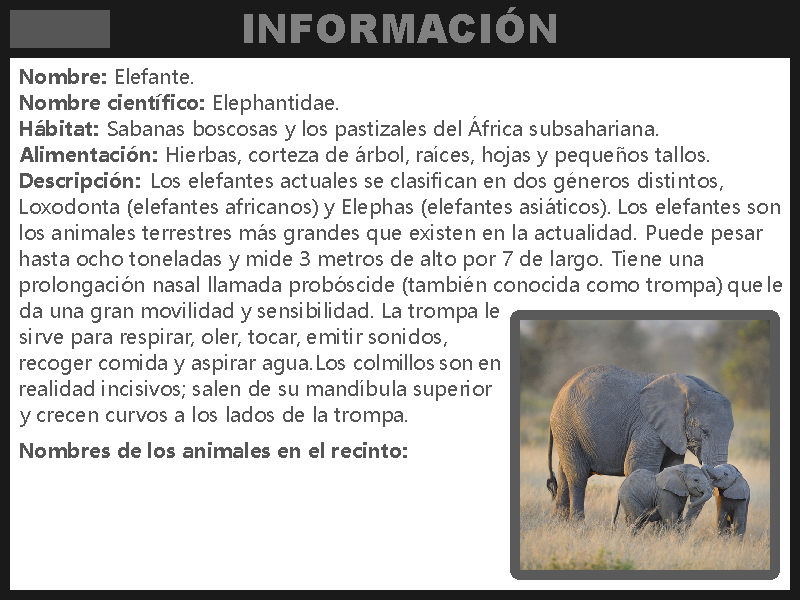 INFORMACIÓN
Nombre: Elefante.
Nombre científico: Elephantidae.
Hábitat: Sabanas boscosas y los pastizales del África subsahariana.
Alimentación: Hierbas, corteza de árbol, raíces, hojas y pequeños tallos.
Descripción: Los elefantes actuales se clasifican en dos géneros distintos,
Loxodonta (elefantes africanos) y Elephas (elefantes asiáticos). Los elefantes son
los animales terrestres más grandes que existen en la actualidad. Puede pesar
hasta ocho toneladas y mide 3 metros de alto por 7 de largo. Tiene una
prolongación nasal llamada probóscide (también conocida como trompa) que le
da una gran movilidad y sensibilidad. La trompa le
sirve para respirar, oler, tocar, emitir sonidos,
recoger comida y aspirar agua.Los colmillos son en
realidad incisivos; salen de su mandíbula superior
y crecen curvos a los lados de la trompa.
Nombres de los animales en el recinto: